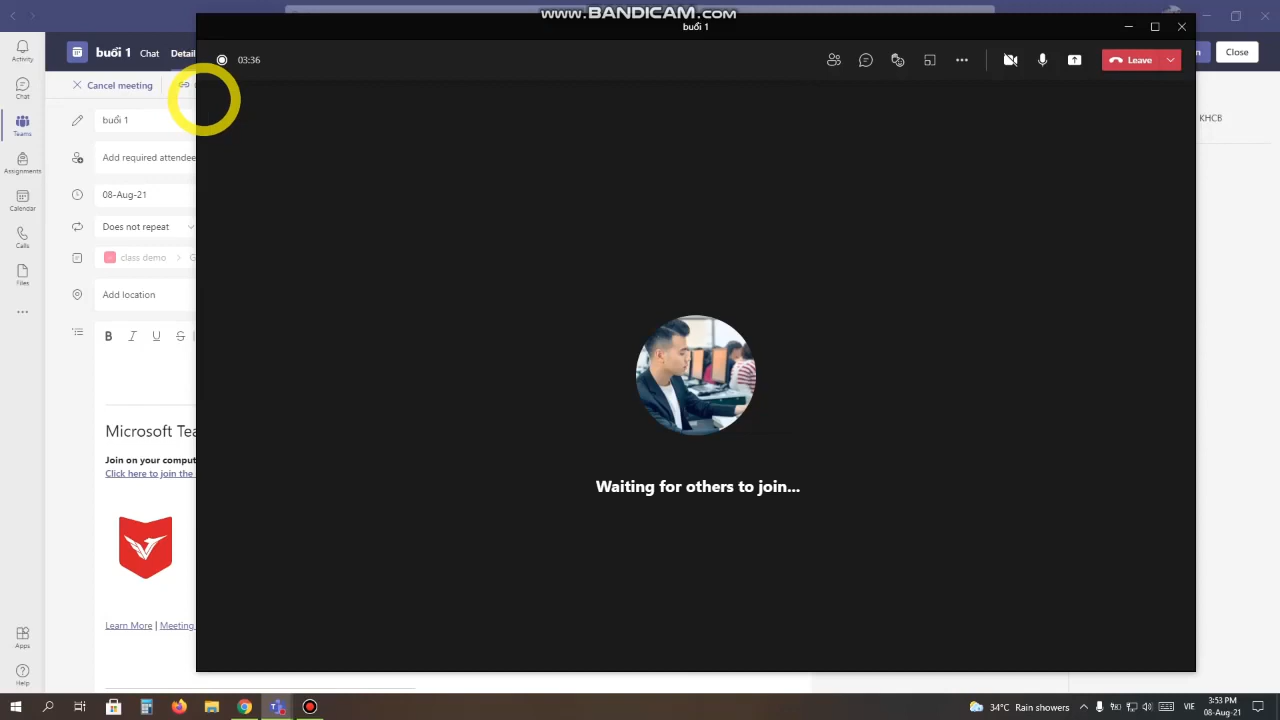 www.BANDICAM.com
buổi 1
buổi 1
Chat
Close
03:36
Leave
Activity
Chat
Teams
Assignments
Calendar
Calls
Files
Apps
Help
Cancel meeting
buổi 1
KHCB
Add required attendee
08-Aug-21
Does not repeat
class demo
Add location
B I U S
Microsoft
Join on your
Click here to join the
Waiting for others to join...
Learn More | Meeting
34°C Rain showers
VIE
3:53 PM
08-Aug-21